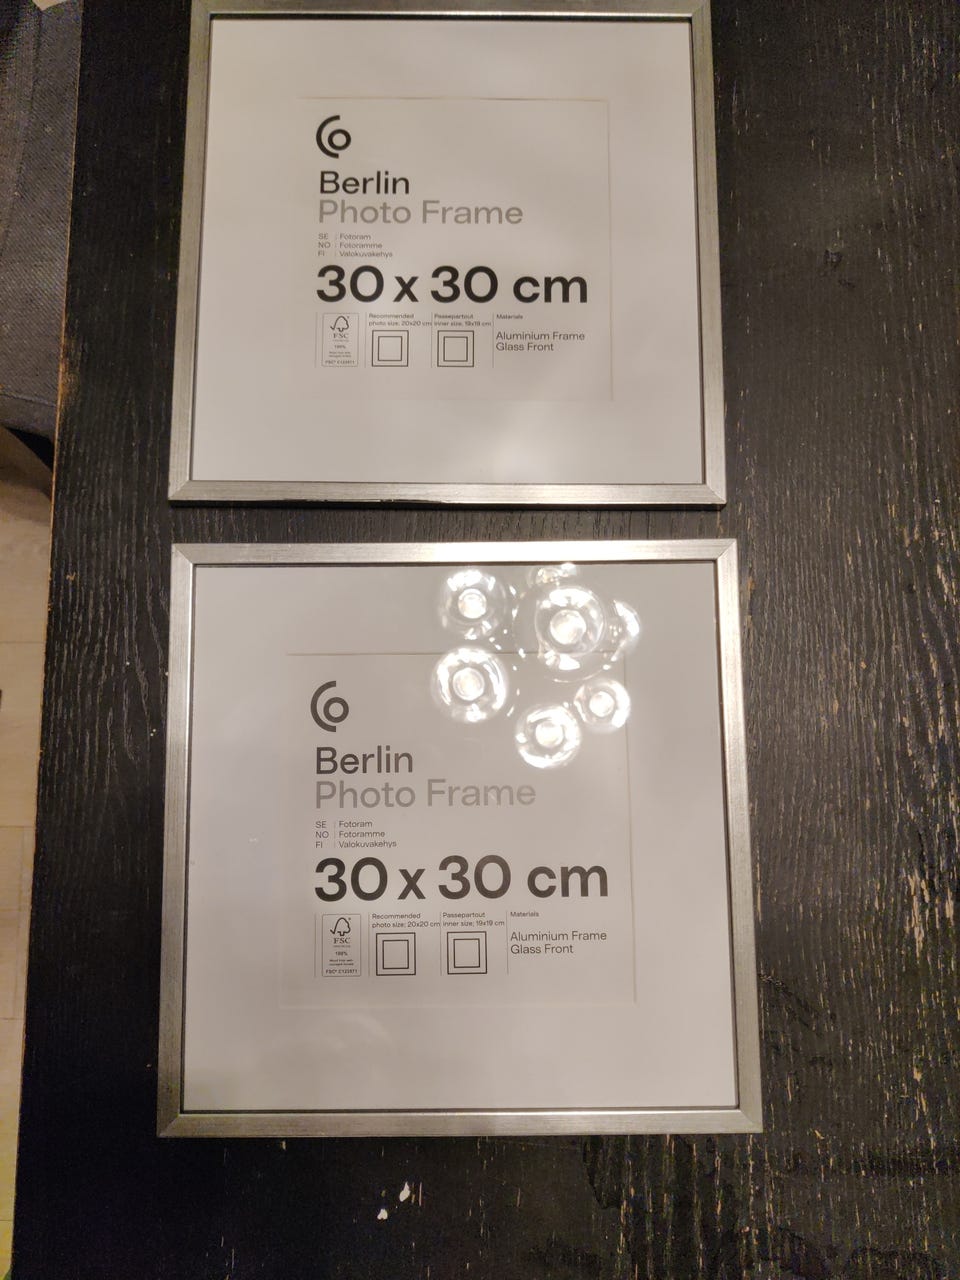 Berlin
Photo Frame
SE Fotoram
NO Fotoramme
FI Valokuvakehys
30 x 30 cm
Recommended
photo size; 20x20 cm
Passepartout
inner size; 19x19 cm
Materials
Aluminium Frame
Glass Front
FSC
100%
Berlin
Photo Frame
SE Fotoram
NO Fotoramme
FI Valokuvakehys
30 x 30 cm
Recommended
photo size; 20x20 cm
Passepartout
inner size; 19x19 cm
Materials
Aluminium Frame
Glass Front
FSC
100%